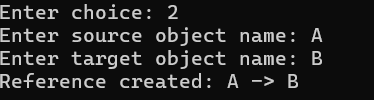 Enter choice: 2
Enter source object name: A
Enter target object name: B
Reference created: A -> B